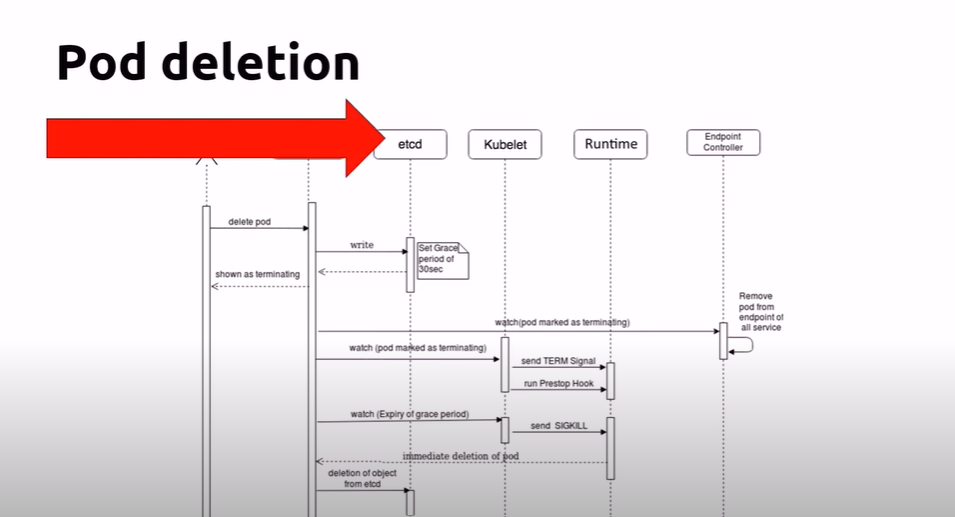 Pod deletion
etcd
Kubelet
Runtime
Endpoint
Controller
delete pod
write
Set Grace
period of
30sec
shown as terminating
Remove
pod from
endpoint of
all service
watch(pod marked as terminating)
watch (pod marked as terminating)
send TERM Signal
run Prestop Hook
watch (Expiry of grace period)
send SIGKILL
immediate deletion of pod
deletion of object
from etcd